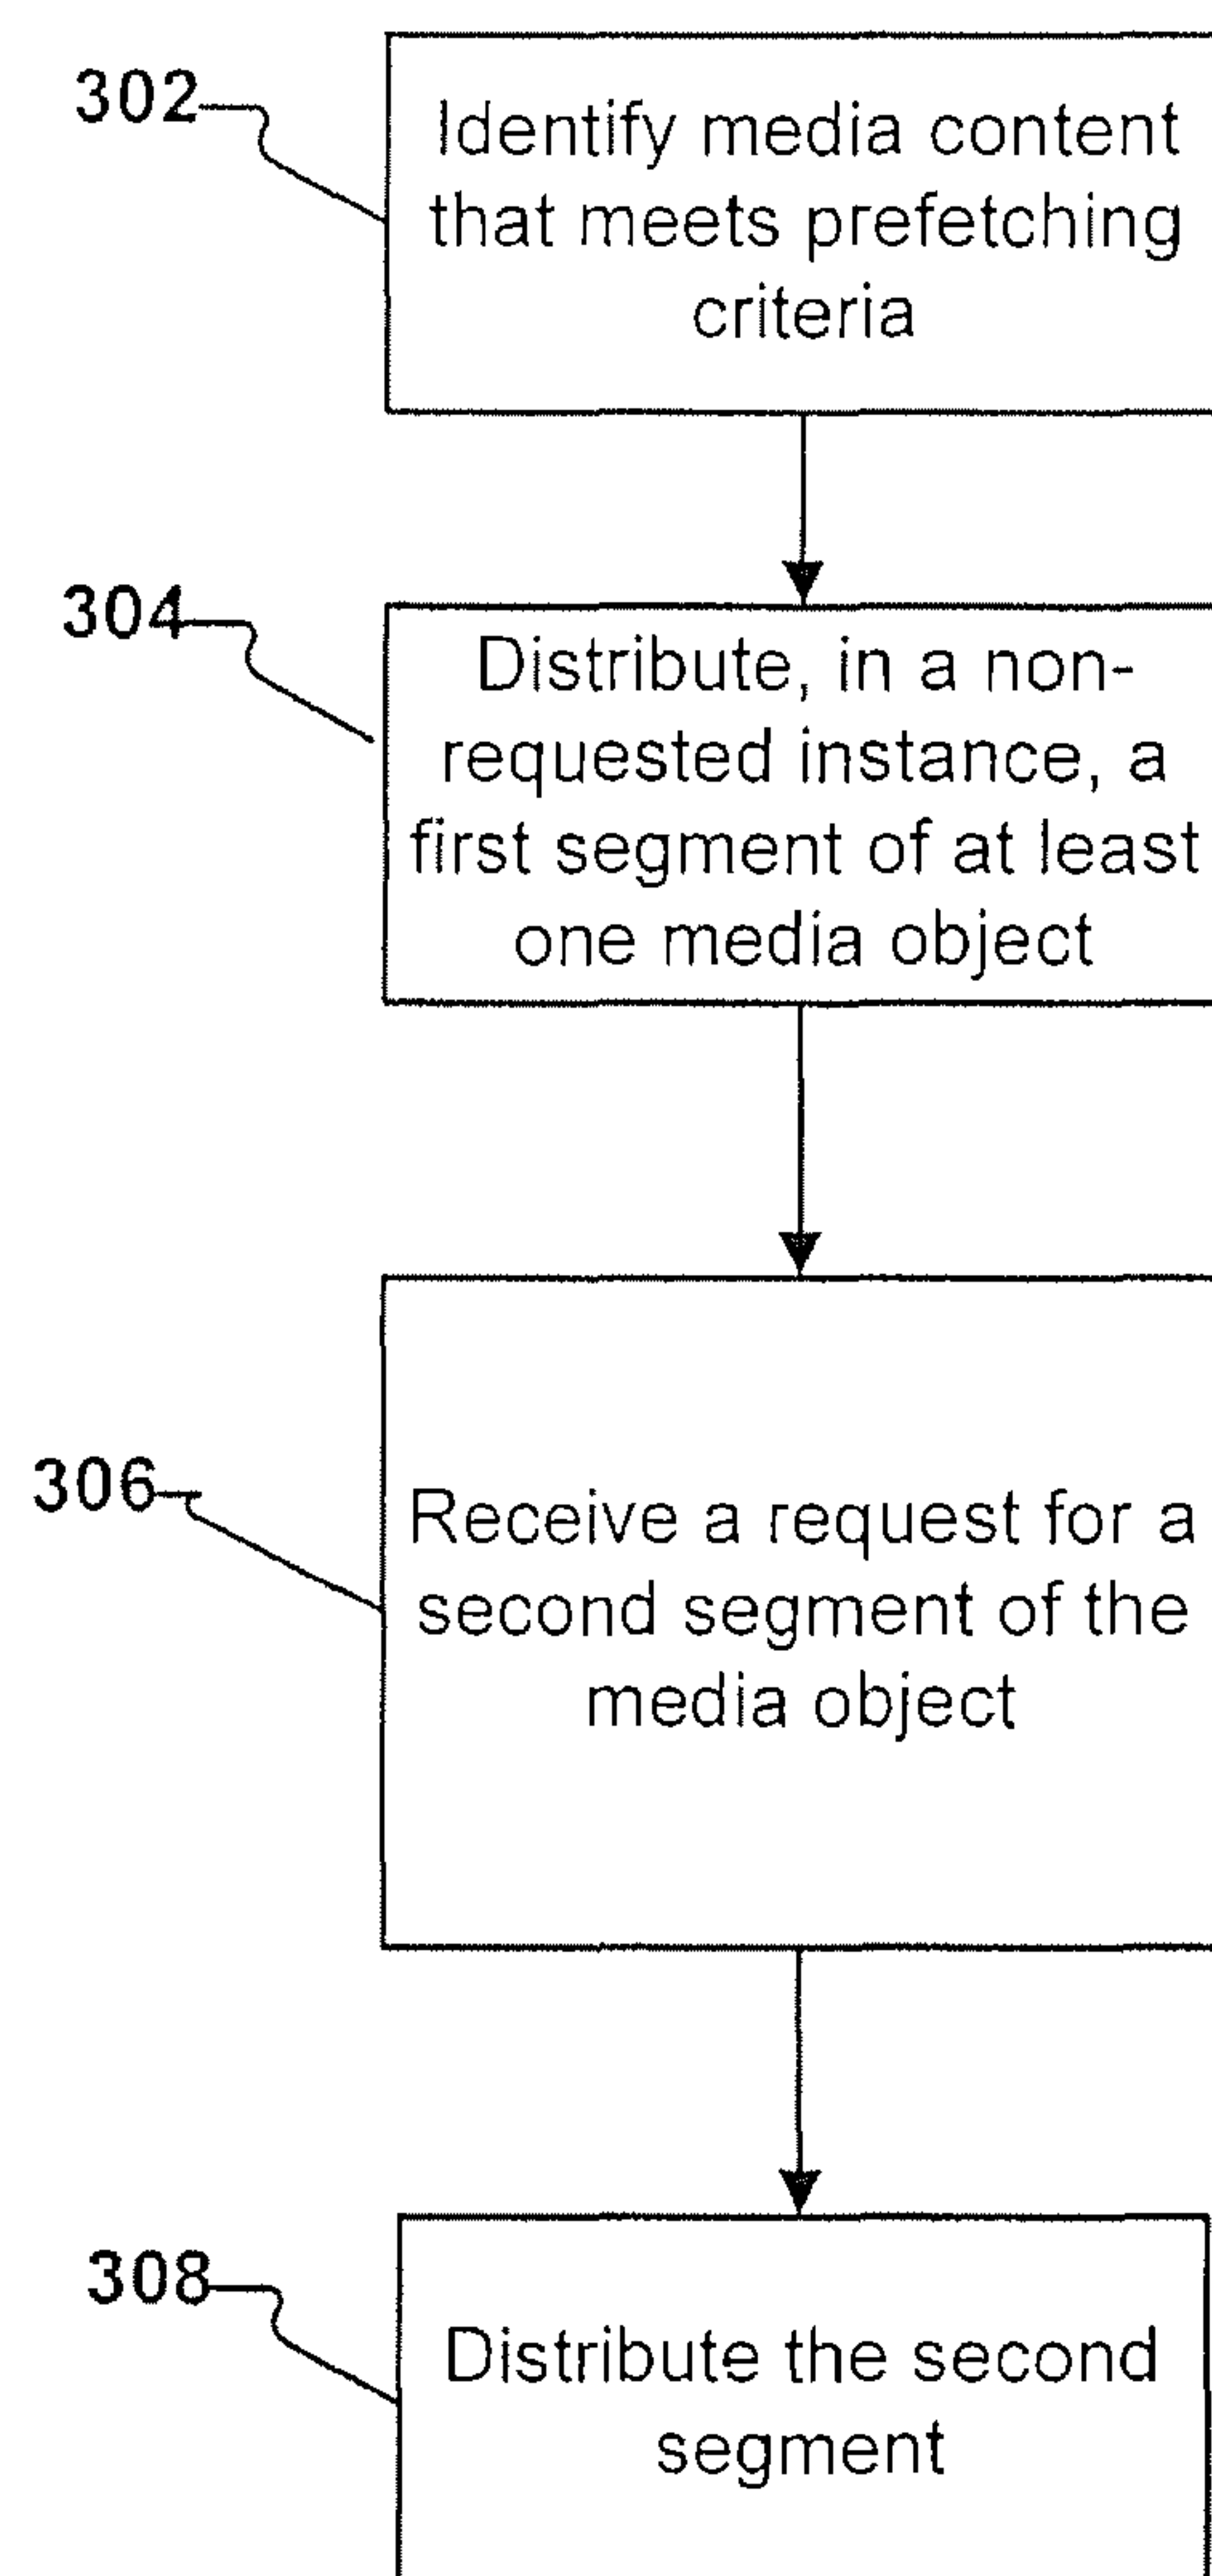 302
Identify media content
that meets prefetching
criteria
304
Distribute, in a non-
requested instance, a
first segment of at least
one media object
306
Receive a request for a
second segment of the
media object
308
Distribute the second
segment